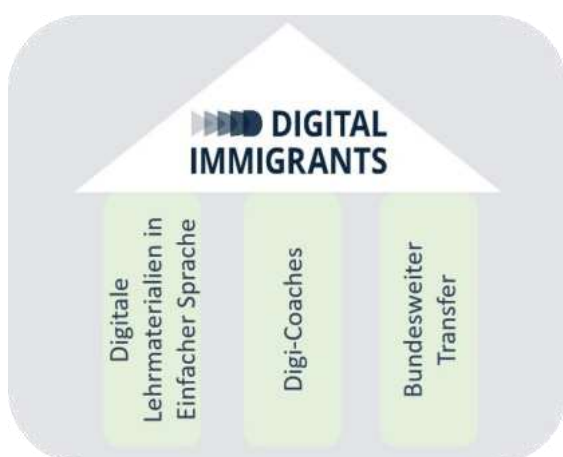 DIGITAL
IMMIGRANTS
Digitale
Lehrmaterialien in
Einfacher Sprache
Digi-Coaches
Bundesweiter
Transfer